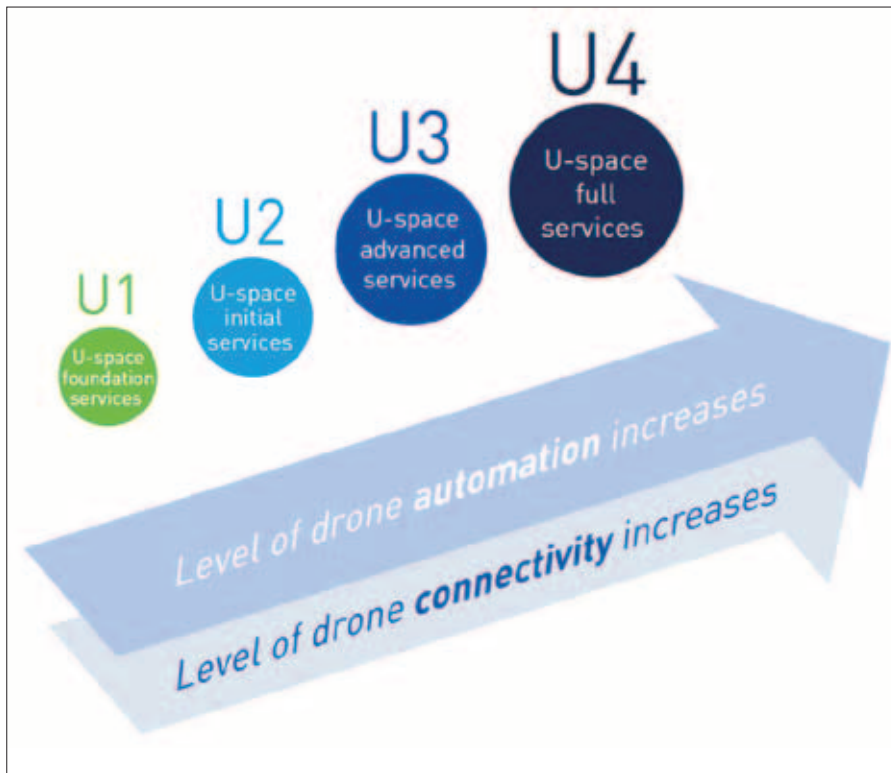 U1
U-space
foundation
services
U2
U-space
initial
services
U3
U-space
advanced
services
U4
U-space
full
services
Level of drone automation increases
Level of drone connectivity increases